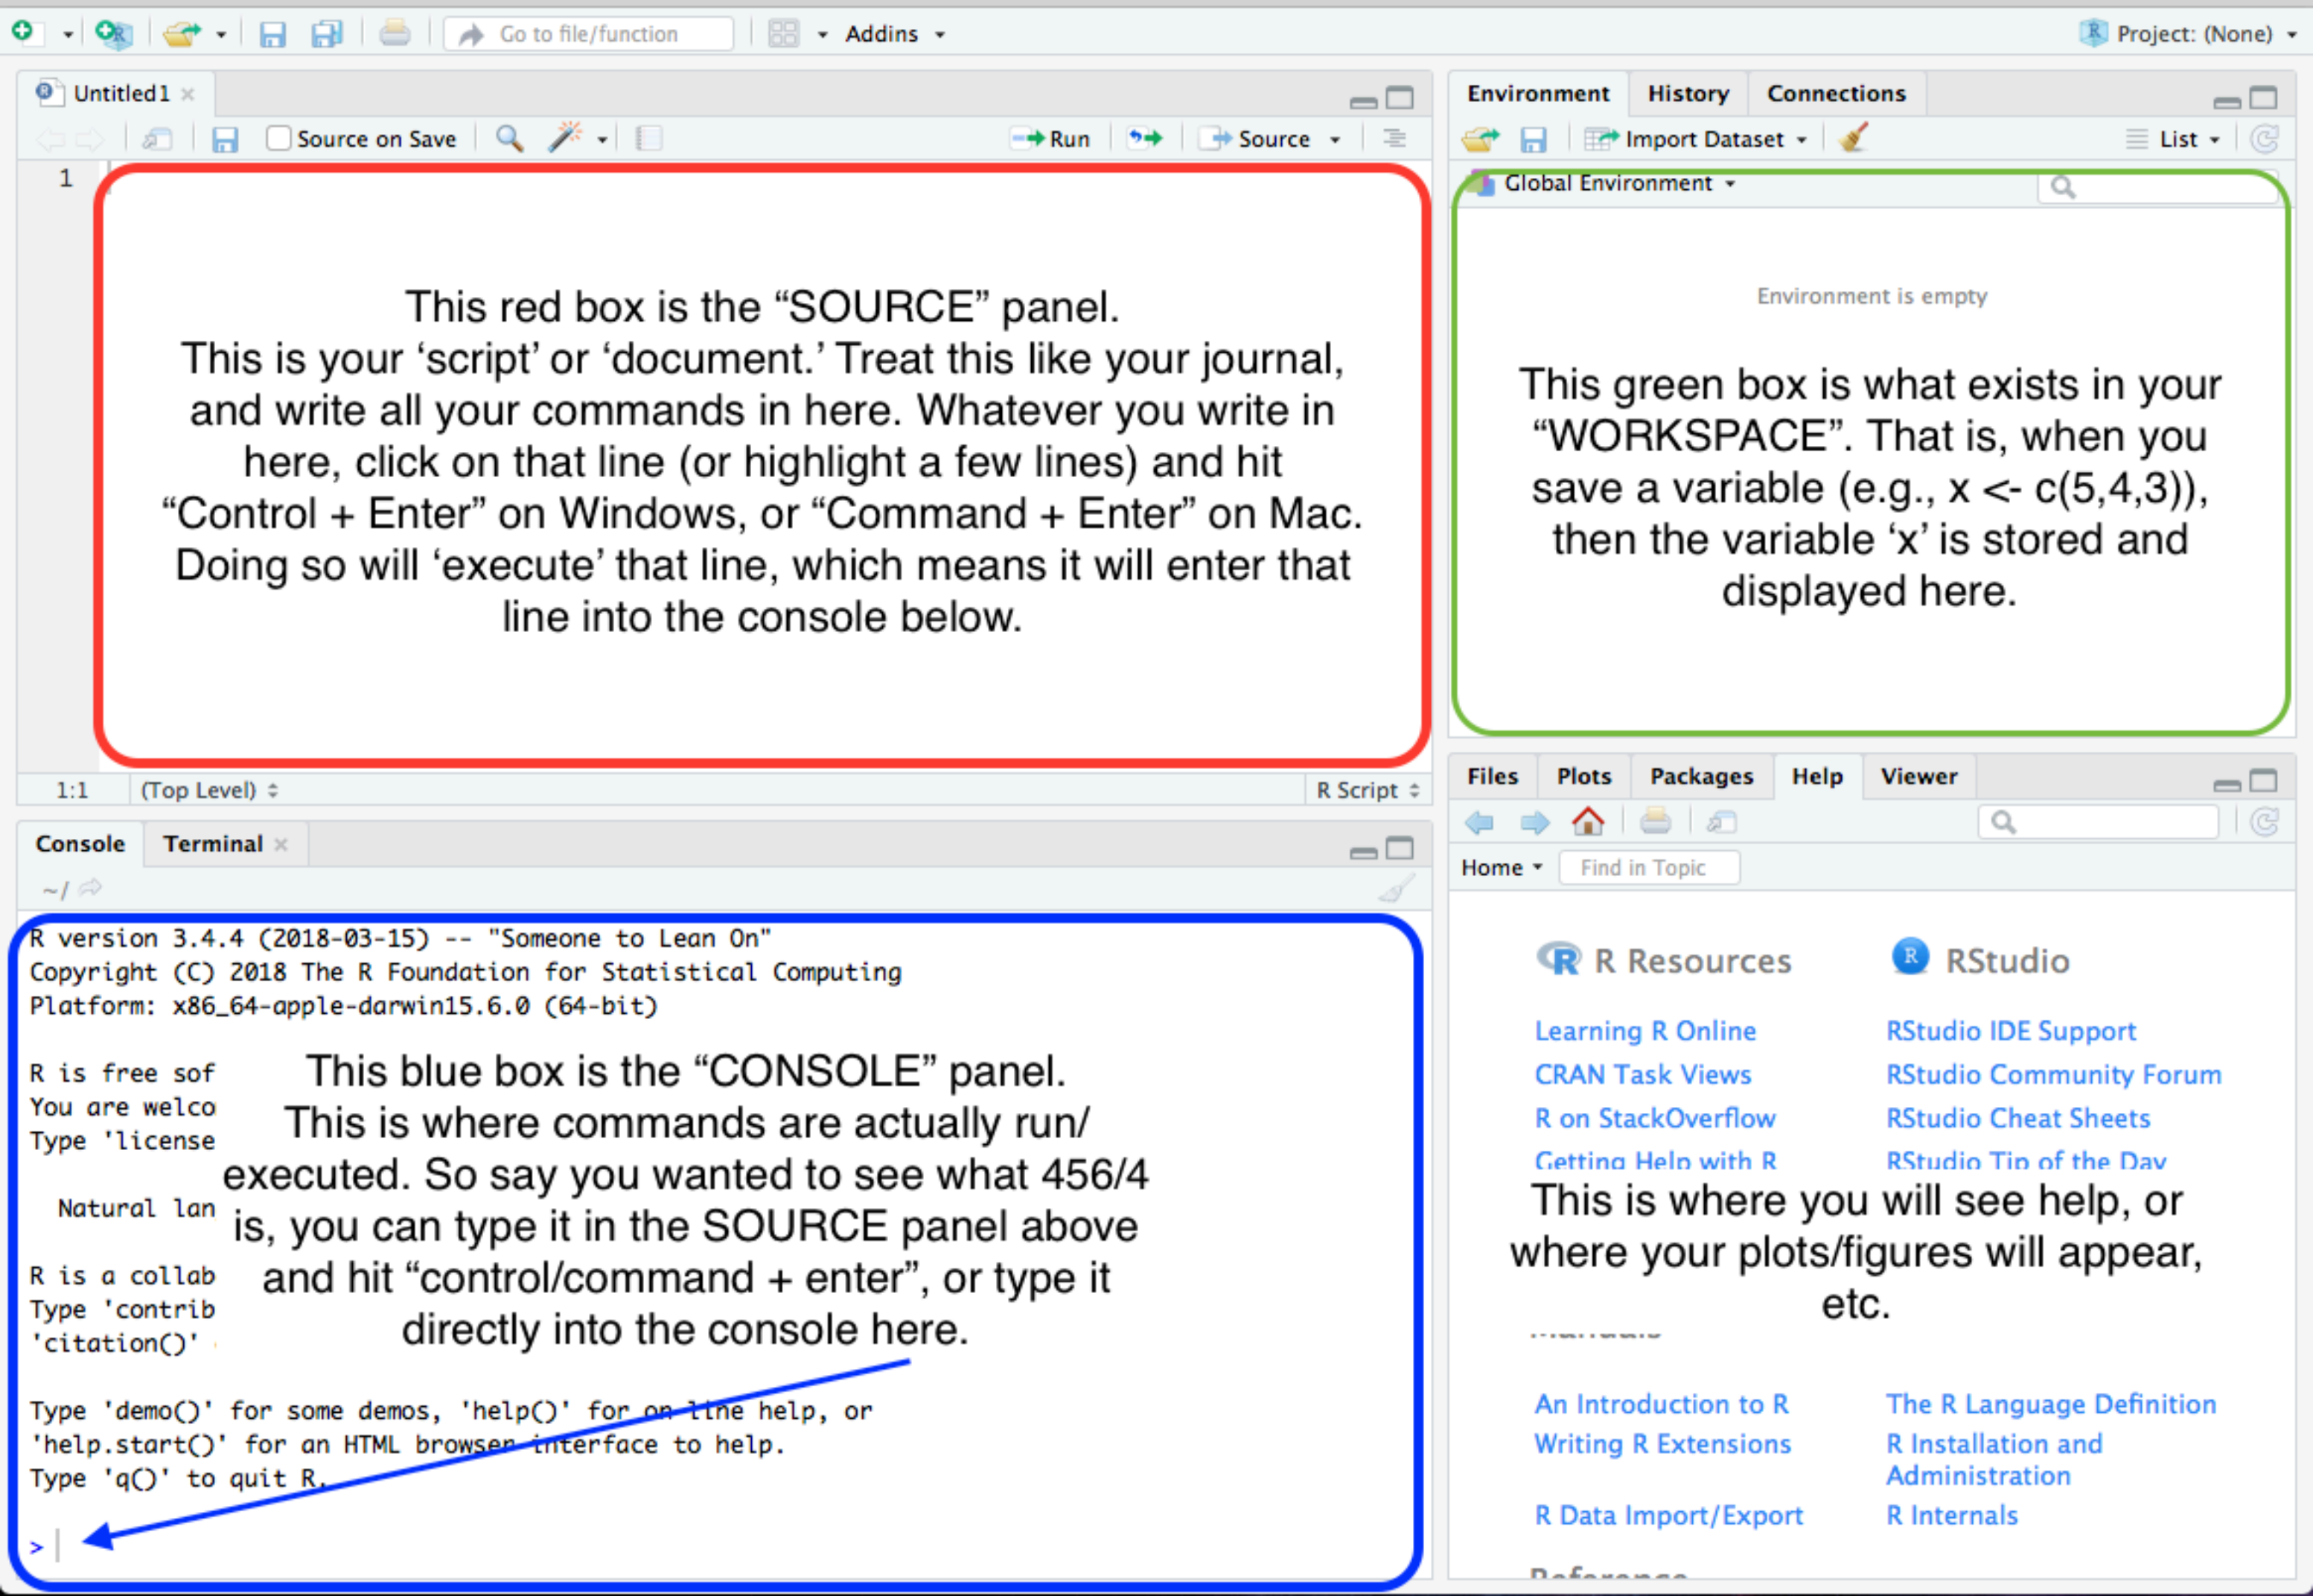 Go to file/function
Addins
Project: (None)
Untitled1
Source on Save
Run
Source
1
This red box is the “SOURCE” panel.
This is your ‘script’ or ‘document.’ Treat this like your journal,
and write all your commands in here. Whatever you write in
here, click on that line (or highlight a few lines) and hit
“Control + Enter” on Windows, or “Command + Enter” on Mac.
Doing so will ‘execute’ that line, which means it will enter that
line into the console below.
1:1 (Top Level) R Script
Environment History Connections
Import Dataset
List
Global Environment
Environment is empty
This green box is what exists in your
“WORKSPACE”. That is, when you
save a variable (e.g., x <- c(5,4,3)),
then the variable ‘x’ is stored and
displayed here.
Console Terminal
~/
R version 3.4.4 (2018-03-15) -- "Someone to Lean On"
Copyright (C) 2018 The R Foundation for Statistical Computing
Platform: x86_64-apple-darwin15.6.0 (64-bit)
R is free sof
You are welco
Type 'license
Natural lan
R is a collab
Type 'contrib
'citation()'
This blue box is the “CONSOLE” panel.
This is where commands are actually run/
executed. So say you wanted to see what 456/4
is, you can type it in the SOURCE panel above
and hit “control/command + enter”, or type it
directly into the console here.
Type 'demo()' for some demos, 'help()' for on-line help, or
'help.start()' for an HTML browser interface to help.
Type 'q()' to quit R.
>
Files Plots Packages Help Viewer
Home Find in Topic
R Resources
RStudio
Learning R Online
RStudio IDE Support
CRAN Task Views
RStudio Community Forum
R on StackOverflow
RStudio Cheat Sheets
Getting Help with R
RStudio Tip of the Day
This is where you will see help, or
where your plots/figures will appear,
etc.
An Introduction to R
The R Language Definition
Writing R Extensions
R Installation and
Administration
R Data Import/Export
R Internals
Reference